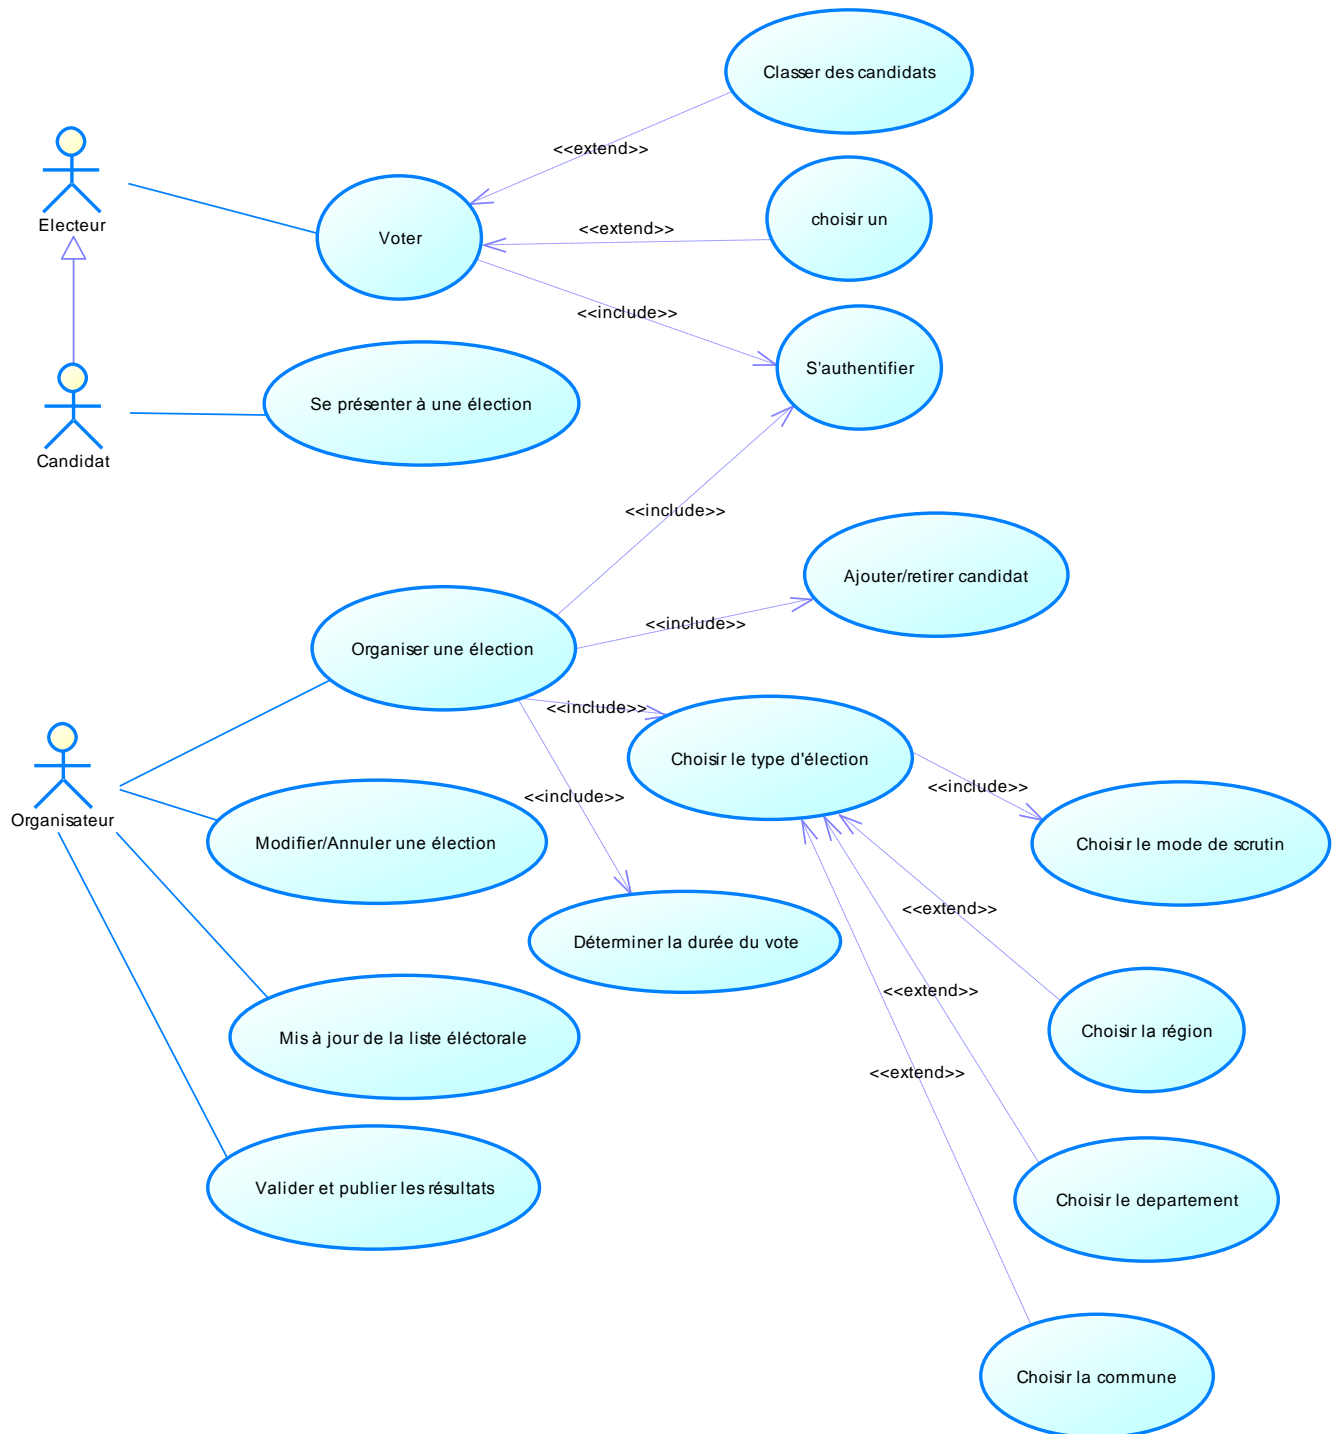 Classer des candidats
<<extend>>
Electeur
choisir un
<<extend>>
Voter
<<include>>
S'authentifier
Se présenter à une élection
Candidat
<<include>>
Ajouter/retirer candidat
<<include>>
Organiser une élection
<<include>>
Choisir le type d'élection
<<include>>
<<include>>
Organisateur
Modifier/Annuler une élection
Choisir le mode de scrutin
<<extend>>
Déterminer la durée du vote
<<extend>>
Mis à jour de la liste éléctorale
Choisir la région
<<extend>>
Valider et publier les résultats
Choisir le departement
Choisir la commune